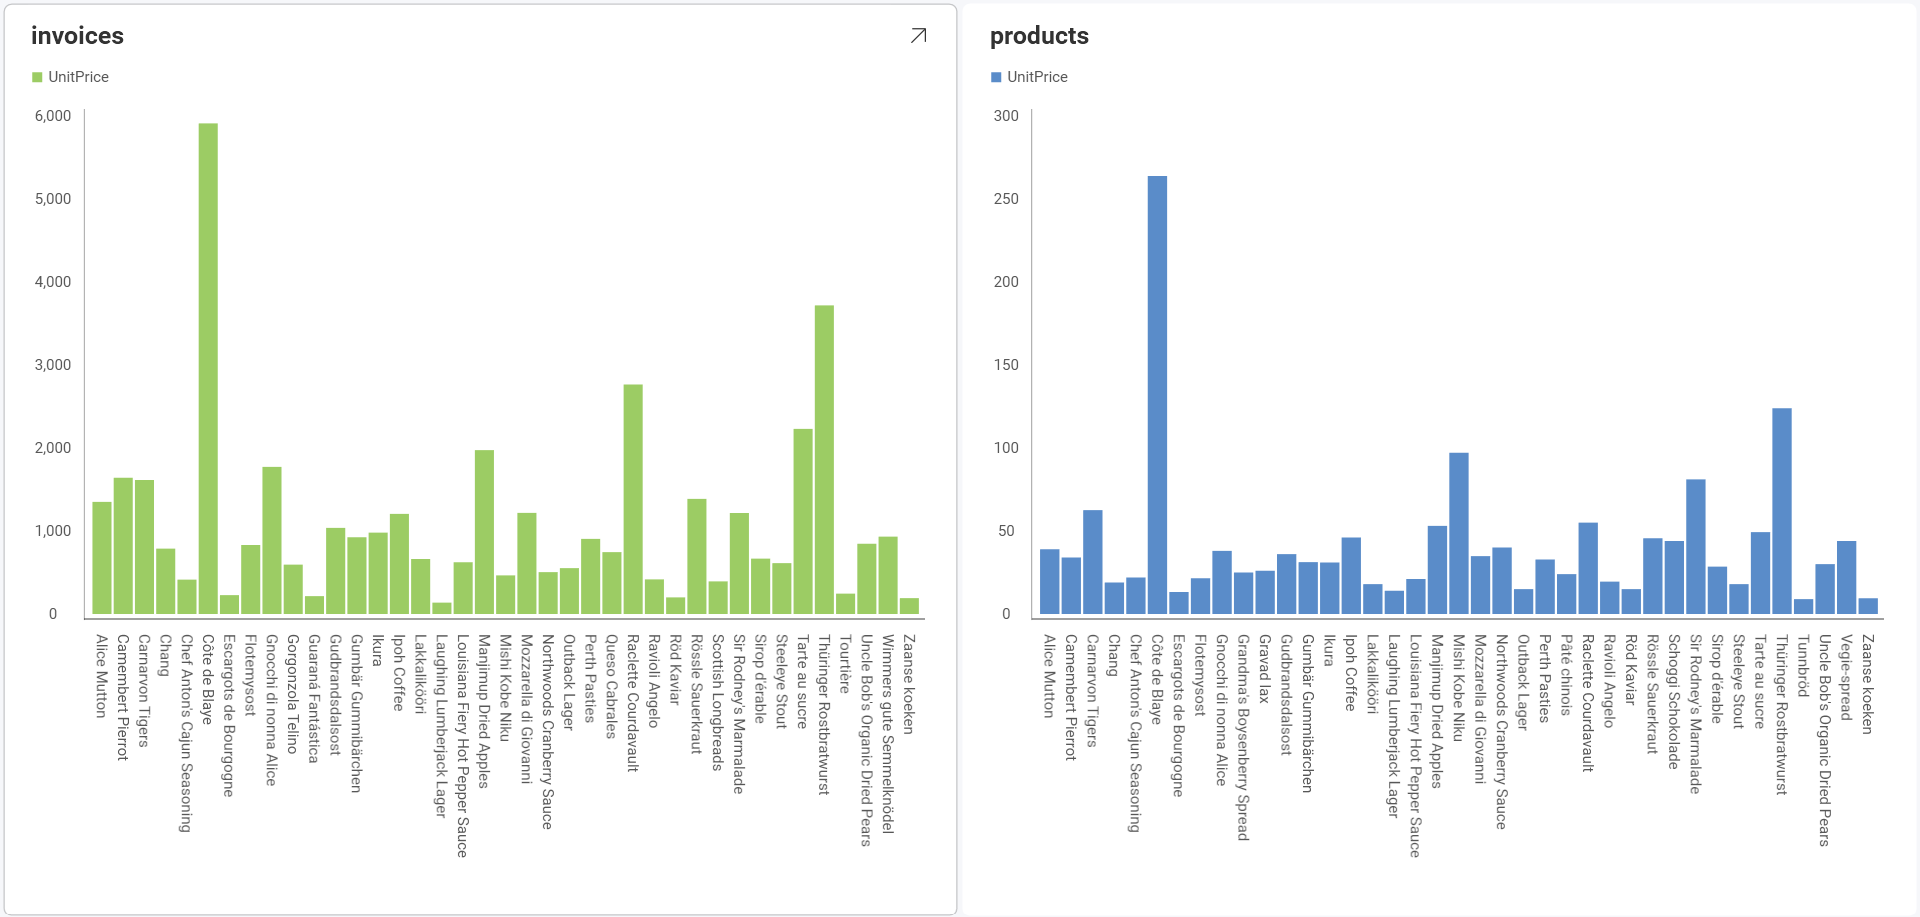 invoices
UnitPrice
6,000
5,000
4,000
3,000
2,000
1,000
0
Alice Mutton
Camembert Pierrot
Carnarvon Tigers
Chang
Chef Anton's Cajun Seasoning
Côte de Blaye
Escargots de Bourgogne
Flotemysost
Gnocchi di nonna Alice
Gorgonzola Telino
Guaraná Fantástica
Gudbrandsdalsost
Gumbär Gummibärchen
Ikura
Ipoh Coffee
Lakkalikööri
Laughing Lumberjack Lager
Louisiana Fiery Hot Pepper Sauce
Manjimup Dried Apples
Mishi Kobe Niku
Mozzarella di Giovanni
Northwoods Cranberry Sauce
Outback Lager
Perth Pasties
Queso Cabrales
Raclette Courdavault
Ravioli Angelo
Röd Kaviar
Rössle Sauerkraut
Scottish Longbreads
Sir Rodney's Marmalade
Sirop d'érable
Steeleye Stout
Tarte au sucre
Thüringer Rostbratwurst
Tourtière
Uncle Bob's Organic Dried Pears
Wimmers gute Semmelknödel
Zaanse koeken
products
UnitPrice
300
250
200
150
100
50
0
Alice Mutton
Camembert Pierrot
Carnarvon Tigers
Chang
Chef Anton's Cajun Seasoning
Côte de Blaye
Escargots de Bourgogne
Flotemysost
Gnocchi di nonna Alice
Grandma's Boysenberry Spread
Gravad lax
Gudbrandsdalsost
Gumbär Gummibärchen
Ikura
Ipoh Coffee
Lakkalikööri
Laughing Lumberjack Lager
Louisiana Fiery Hot Pepper Sauce
Manjimup Dried Apples
Mishi Kobe Niku
Mozzarella di Giovanni
Northwoods Cranberry Sauce
Outback Lager
Perth Pasties
Pâté chinois
Raclette Courdavault
Ravioli Angelo
Röd Kaviar
Rössle Sauerkraut
Schoggi Schokolade
Sir Rodney's Marmalade
Sirop d'érable
Steeleye Stout
Tarte au sucre
Thüringer Rostbratwurst
Tunnbröd
Uncle Bob's Organic Dried Pears
Vegie-spread
Zaanse koeken